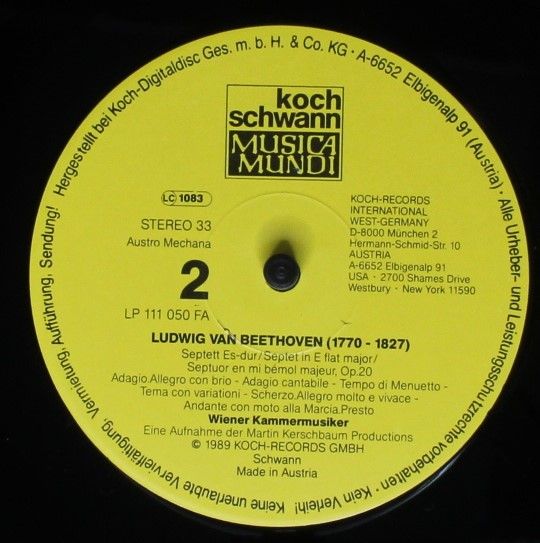 Hergestellt bei Koch-Digitaldisc Ges. m. b. H. & Co. KG · A-6652 Elbigenalp 91 (Austria) · Alle Urheber- und Leistungsschutzrechte vorbehalten · Kein Verleih! Keine unerlaubte Vervielfältigung, Vermietung, Aufführung, Sendung!
koch
schwann
MUSICA
MUNDI
LC 1083
STEREO 33
Austro Mechana
2
LP 111 050 FA
KOCH-RECORDS
INTERNATIONAL
WEST-GERMANY
D-8000 München 2
Hermann-Schmid-Str. 10
AUSTRIA
A-6652 Elbigenalp 91
USA · 2700 Shames Drive
Westbury · New York 11590
LUDWIG VAN BEETHOVEN (1770 - 1827)
Septett Es-dur/Septet in E flat major/
Septuor en mi bémol majeur, Op.20
Adagio.Allegro con brio - Adagio cantabile - Tempo di Menuetto -
Tema con variationi - Scherzo.Allegro molto e vivace -
Andante con moto alla Marcia.Presto
Wiener Kammermusiker
Eine Aufnahme der Martin Kerschbaum Productions
© 1989 KOCH-RECORDS GMBH
Schwann
Made in Austria